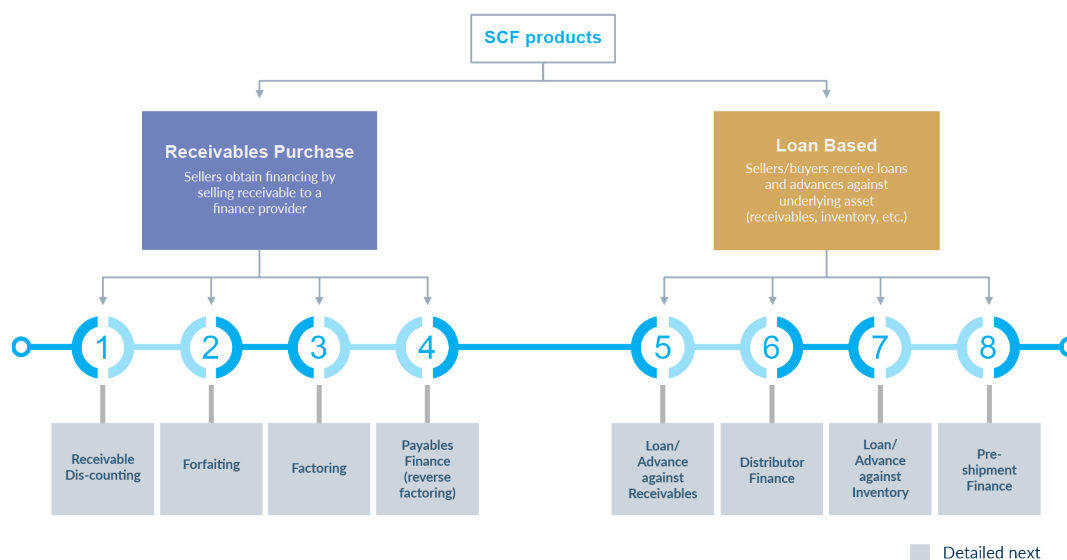 SCF products
Receivables Purchase
Sellers obtain financing by
selling receivable to a
finance provider
Loan Based
Sellers/buyers receive loans
and advances against
underlying asset
(receivables, inventory, etc.)
1
2
3
4
5
6
7
8
Receivable
Dis-counting
Forfaiting
Factoring
Payables
Finance
(reverse
factoring)
Loan/
Advance
against
Receivables
Distributor
Finance
Loan/
Advance
against
Inventory
Pre-
shipment
Finance
Detailed next